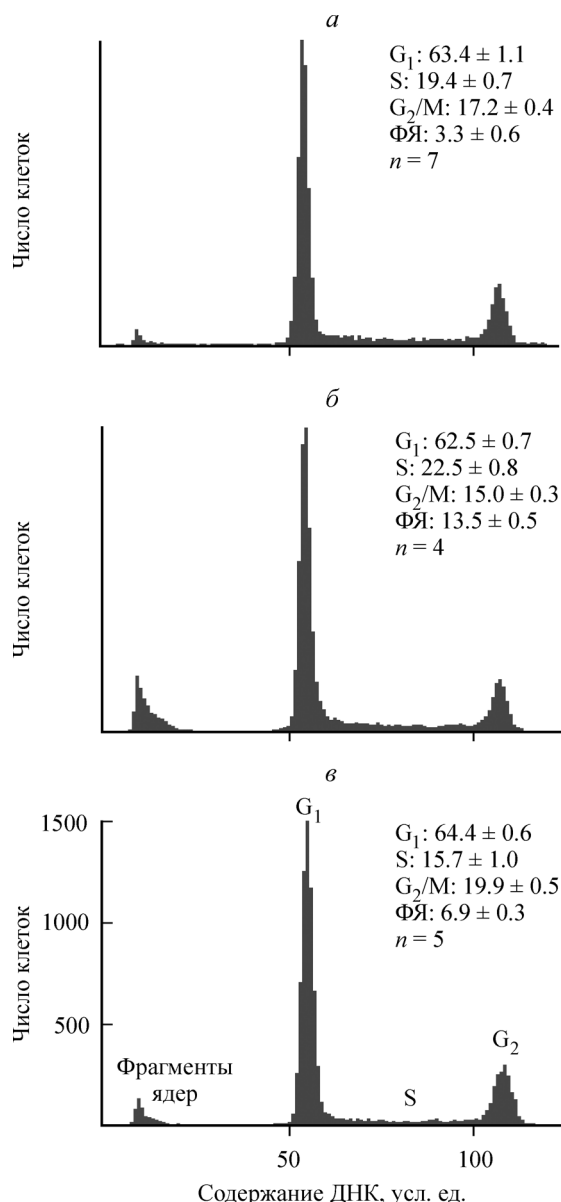 а
G₁: 63.4 ± 1.1
S: 19.4 ± 0.7
G₂/M: 17.2 ± 0.4
ФЯ: 3.3 ± 0.6
n = 7
Число клеток
50
100
б
G₁: 62.5 ± 0.7
S: 22.5 ± 0.8
G₂/M: 15.0 ± 0.3
ФЯ: 13.5 ± 0.5
n = 4
Число клеток
50
100
в
G₁
G₁: 64.4 ± 0.6
S: 15.7 ± 1.0
G₂/M: 19.9 ± 0.5
ФЯ: 6.9 ± 0.3
n = 5
1500
1000
500
Число клеток
Фрагменты
ядер
S
G₂
50
100
Содержание ДНК, усл. ед.